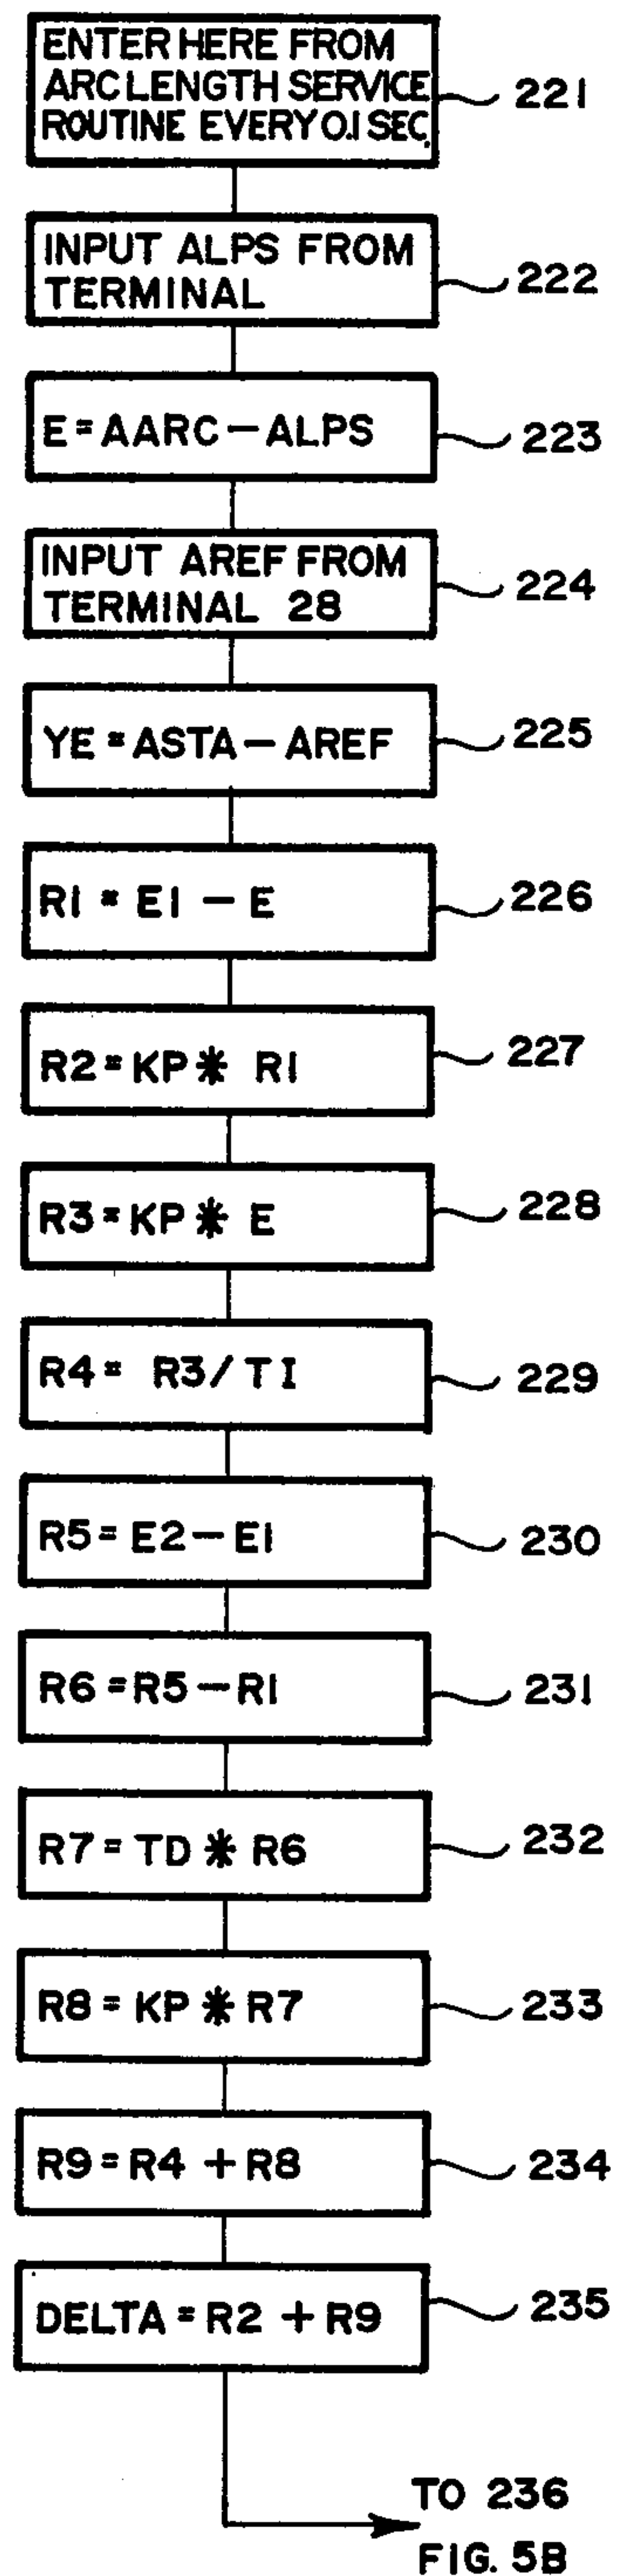 ENTER HERE FROM
ARC LENGTH SERVICE
ROUTINE EVERY 0.1 SEC.
221
INPUT ALPS FROM
TERMINAL
222
E = AARC - ALPS
223
INPUT AREF FROM
TERMINAL 28
224
YE = ASTA - AREF
225
R1 = E1 - E
226
R2 = KP * R1
227
R3 = KP * E
228
R4 = R3 / TI
229
R5 = E2 - E1
230
R6 = R5 - R1
231
R7 = TD * R6
232
R8 = KP * R7
233
R9 = R4 + R8
234
DELTA = R2 + R9
235
TO 236
FIG. 5B